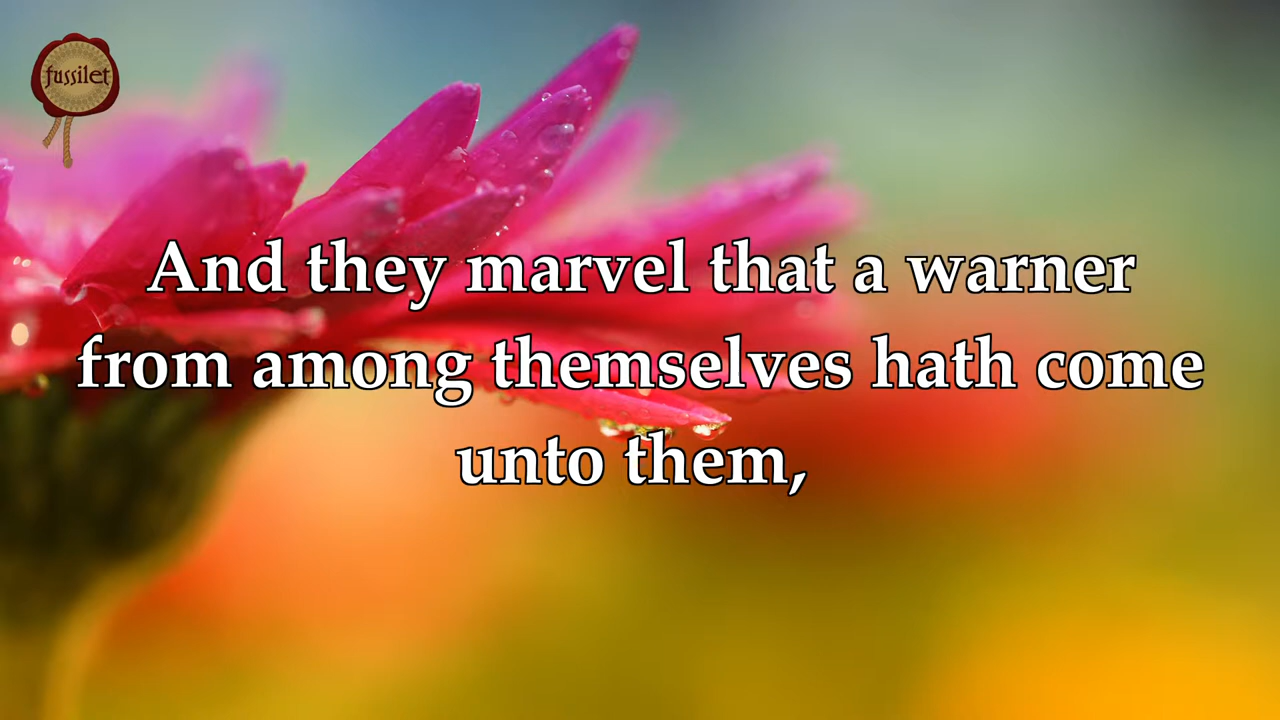 fussilet
And they marvel that a warner
from among themselves hath come
unto them,